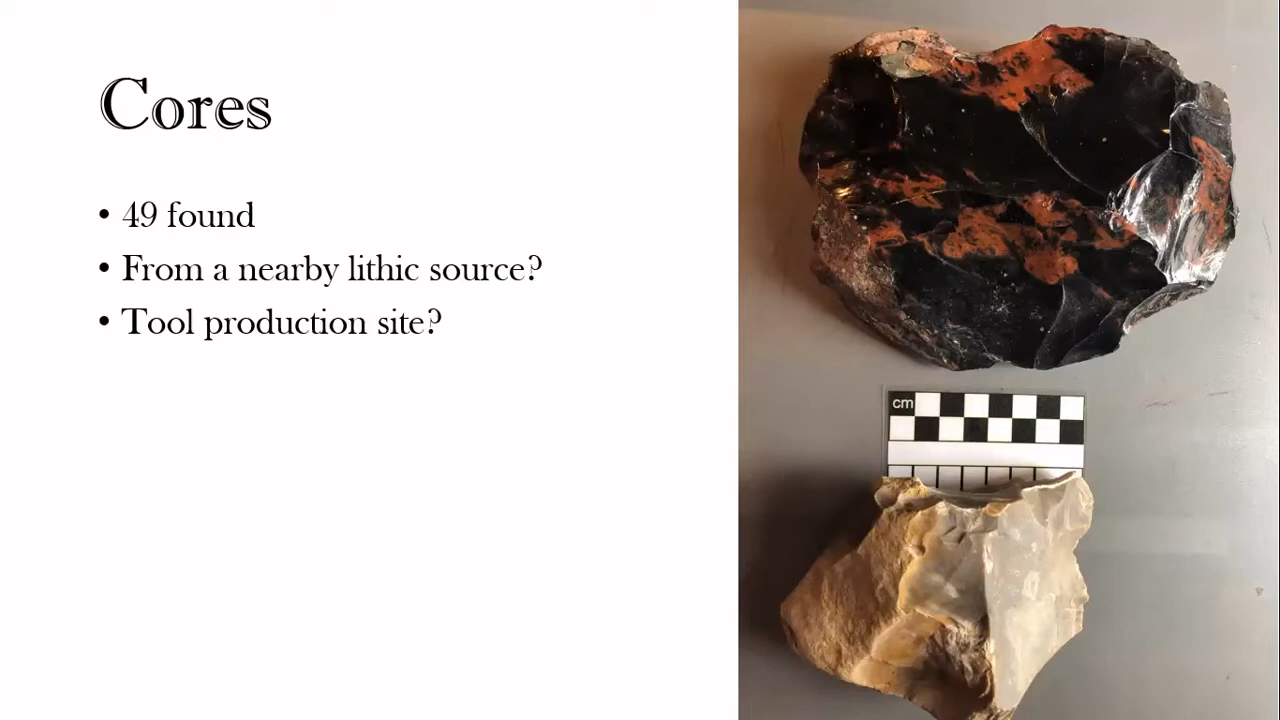 Cores
• 49 found
• From a nearby lithic source?
• Tool production site?
cm